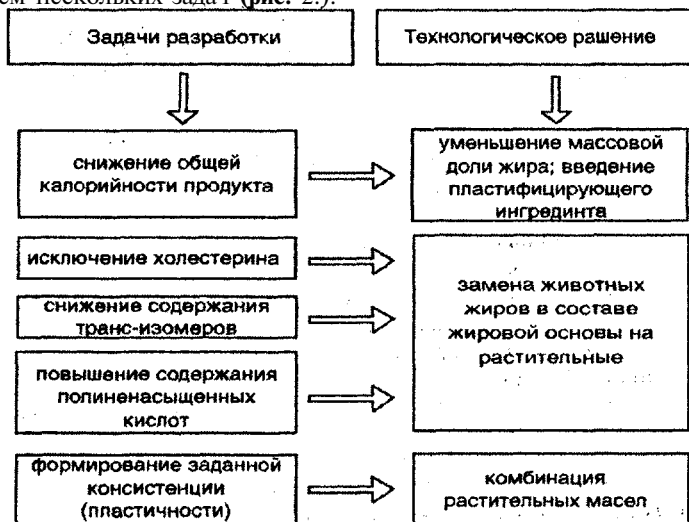 ем нескольких задач (рис. 2.).
Задачи разработки
Технологическое рашение
снижение общей
калорийности продукта
уменьшение массовой
доли жира; введение
пластифицирующего
ингрединта
исключение холестерина
снижение содержания
транс-изомеров
повышение содержания
полиненасыщенных
кислот
замена животных
жиров в составе
жировой основы на
растительные
формирование заданной
консистенции
(пластичности)
комбинация
растительных масел